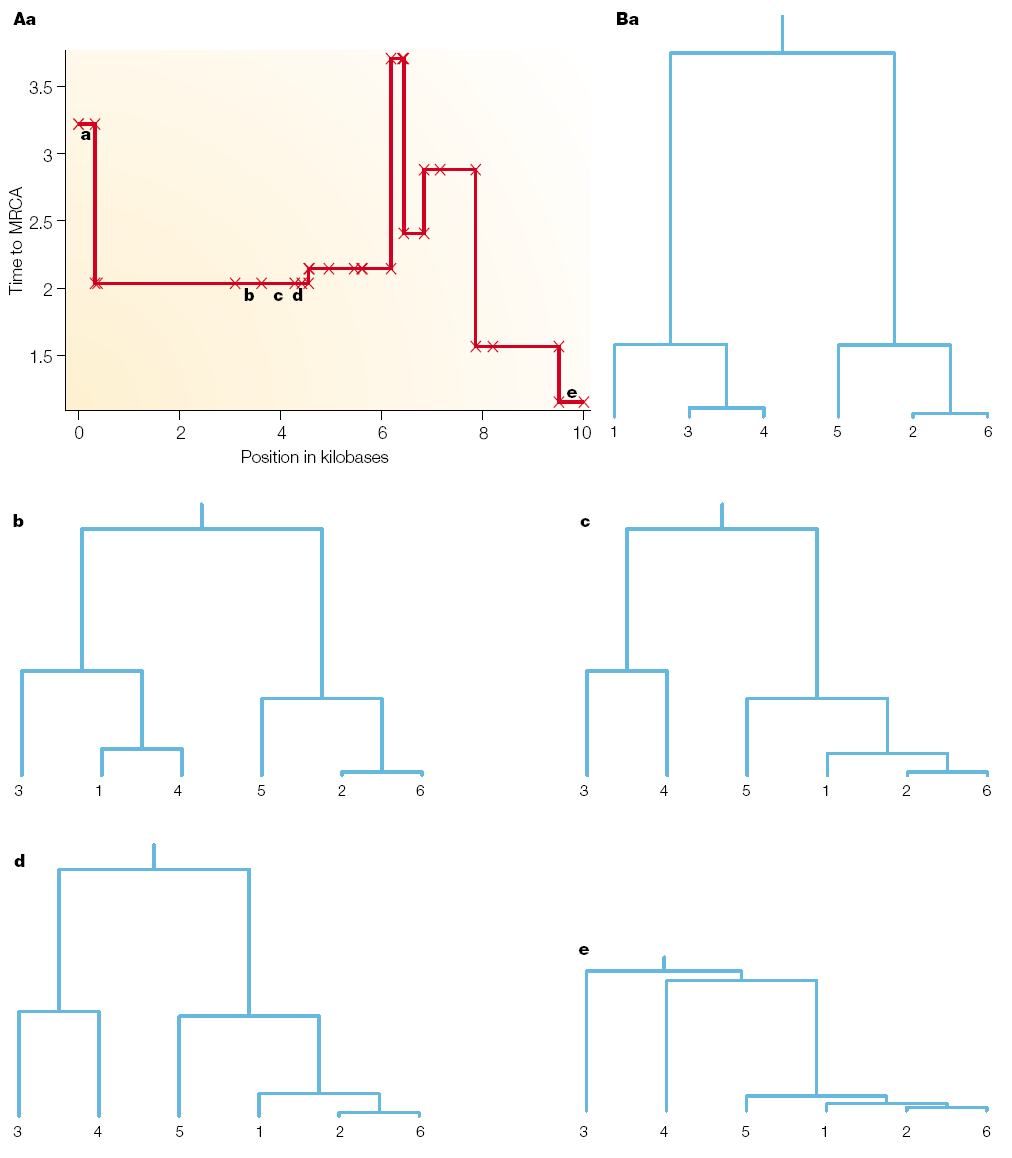 Aa
Ba
3.5
3
2.5
2
1.5
Time to MRCA
a
b c d
e
0 2 4 6 8 10
Position in kilobases
1 3 4 5 2 6
b
3 1 4 5 2 6
c
3 4 5 1 2 6
d
3 4 5 1 2 6
e
3 4 5 1 2 6